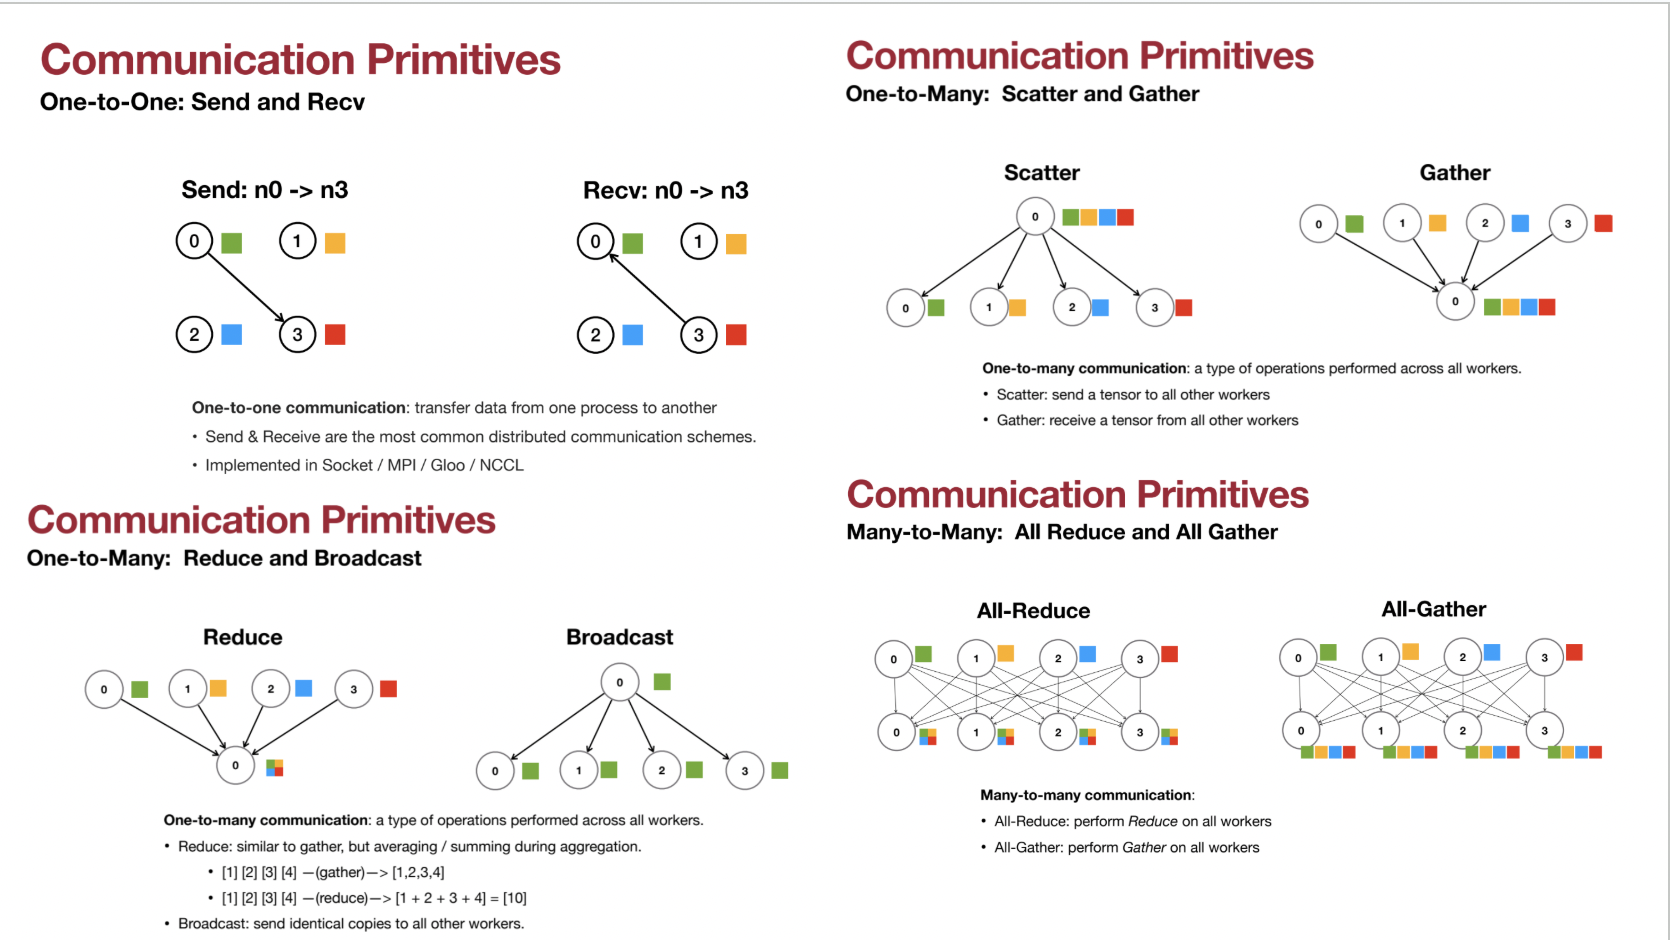 Communication Primitives
One-to-One: Send and Recv
Send: n0 -> n3
Recv: n0 -> n3
0
1
0
1
2
3
2
3
One-to-one communication: transfer data from one process to another
• Send & Receive are the most common distributed communication schemes.
• Implemented in Socket / MPI / Gloo / NCCL
Communication Primitives
One-to-Many: Scatter and Gather
Scatter
Gather
0
0
1
2
3
0
1
2
3
0
One-to-many communication: a type of operations performed across all workers.
• Scatter: send a tensor to all other workers
• Gather: receive a tensor from all other workers
Communication Primitives
One-to-Many: Reduce and Broadcast
Reduce
Broadcast
0
1
2
3
0
0
0
1
2
3
One-to-many communication: a type of operations performed across all workers.
• Reduce: similar to gather, but averaging / summing during aggregation.
• [1] [2] [3] [4] —(gather)—> [1,2,3,4]
• [1] [2] [3] [4] —(reduce)—> [1 + 2 + 3 + 4] = [10]
• Broadcast: send identical copies to all other workers.
Communication Primitives
Many-to-Many: All Reduce and All Gather
All-Reduce
All-Gather
0
1
2
3
0
1
2
3
0
1
2
3
0
1
2
3
Many-to-many communication:
• All-Reduce: perform Reduce on all workers
• All-Gather: perform Gather on all workers